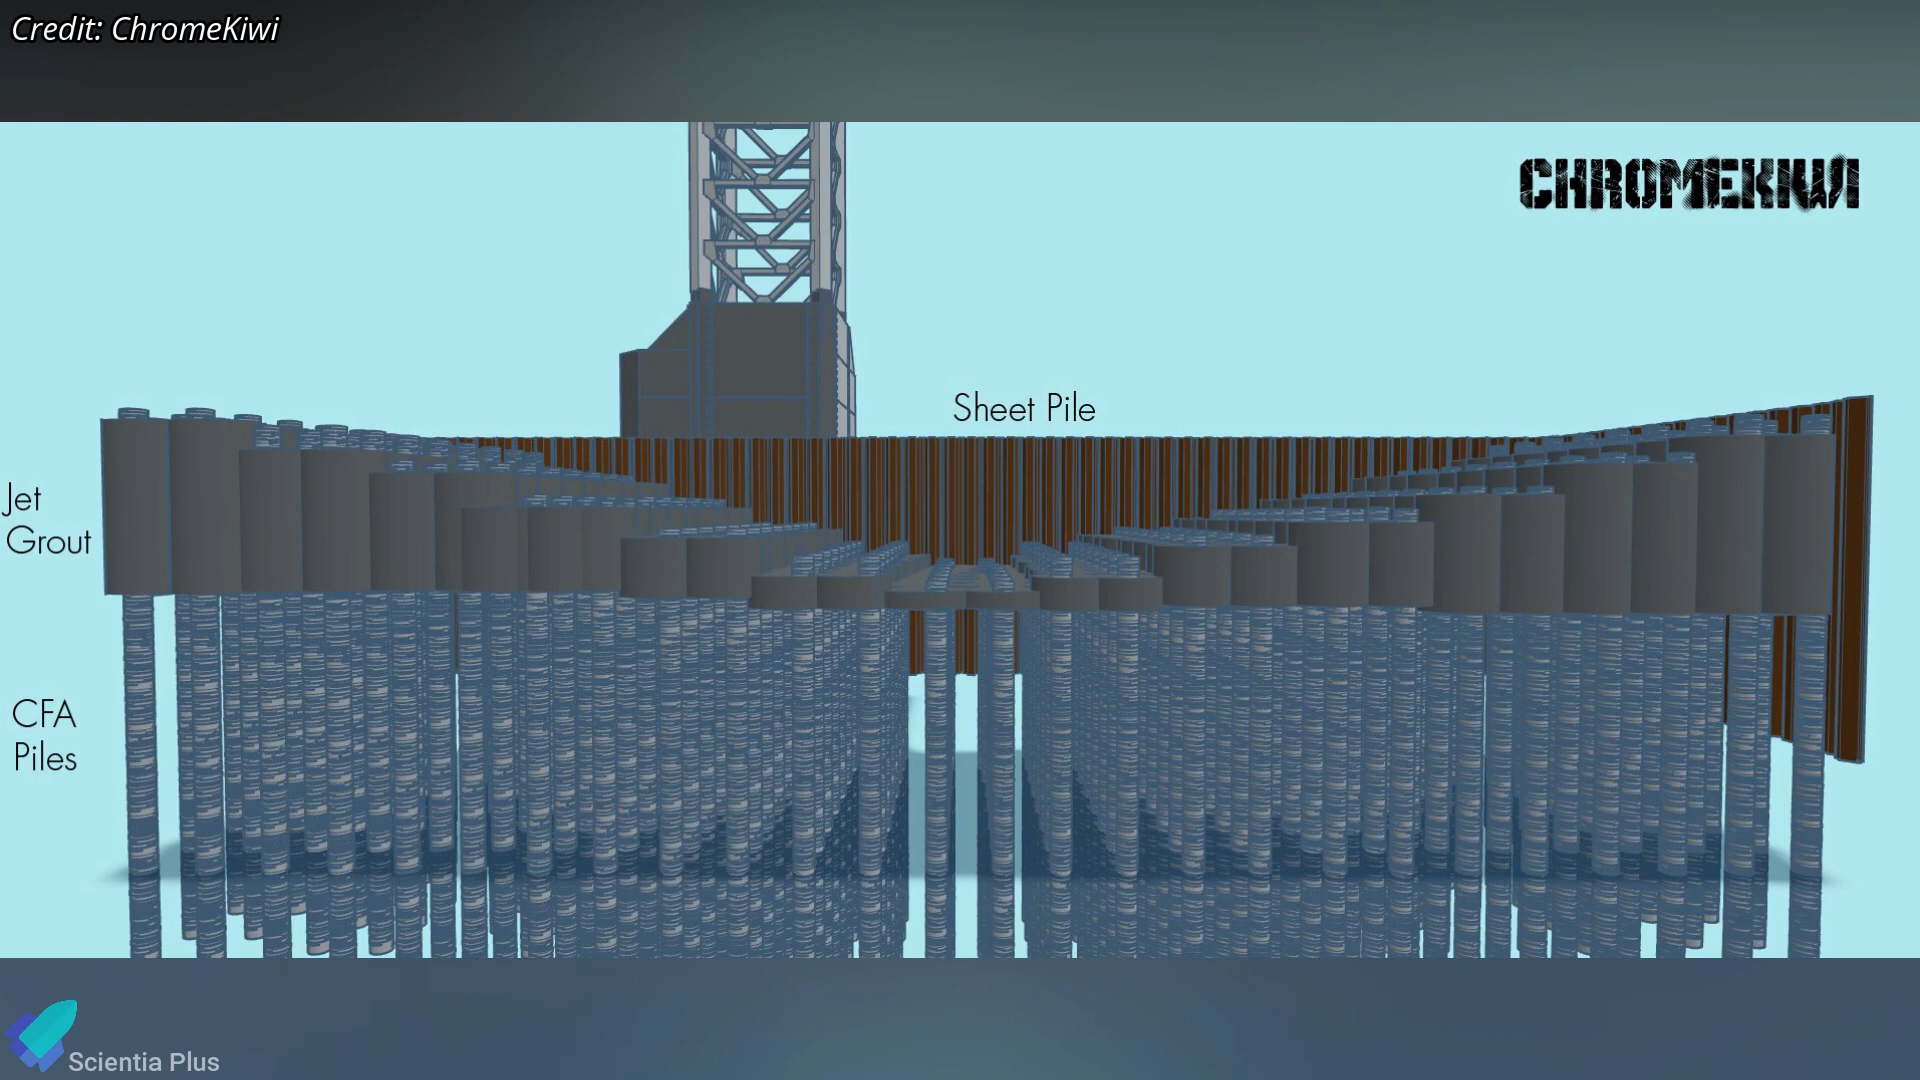 Credit: ChromeKiwi
CHROMEKIWI
Sheet Pile
Jet
Grout
CFA
Piles
Scientia Plus